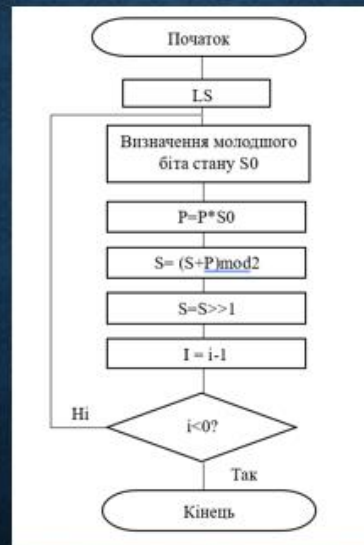 Початок
LS
Визначення молодшого
біта стану S0
P=P*S0
S= (S+P)mod2
S=S>>1
I = i-1
i<0?
Ні
Так
Кінець